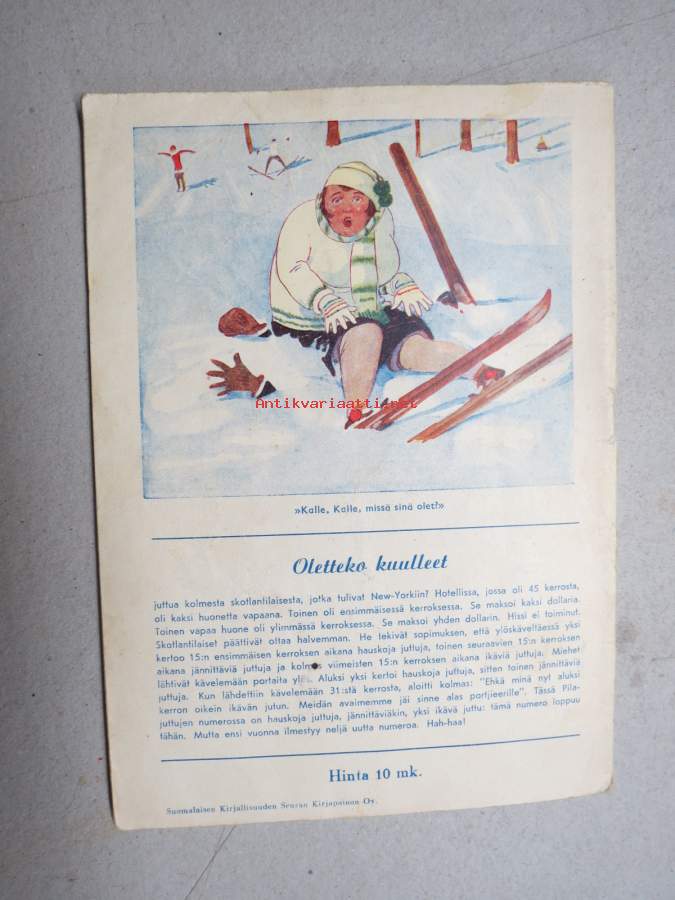 Antikvariaatti.net
»Kalle, Kalle, missä sinä olet?»
Oletteko kuulleet
juttua kolmesta skotlantilaisesta, jotka tulivat New-Yorkiin? Hotellissa, jossa oli 45 kerrosta,
oli kaksi huonetta vapaana. Toinen oli ensimmäisessä kerroksessa. Se maksoi kaksi dollaria.
Toinen vapaa huone oli ylimmässä kerroksessa. Se maksoi yhden dollarin. Hissi ei toiminut.
Skotlantilaiset päättivät oltaa halvemman. He tekivät sopimuksen, että ylöskäveltäessä yksi
kertoo 15:n ensimmäisen kerroksen aikana hauskoja juttuja, toinen seuraavien 15:n kerroksen
aikana jännittäviä juttuja ja kolmas viimeisten 15:n kerroksen aikana ikäviä juttuja. Miehet
lähtivät kävelemään portaita ylös. Aluksi yksi kertoi hauskoja juttuja, sitten toinen jännittäviä
juttuja. Kun lähdettiin kävelemään 31:stä kerrosta, aloitti kolmas: "Ehkä minä nyt aluksi
kerron oikein ikävän jutun. Meidän avaimemme jäi sinne alas portjieerille". Tässä Pila-
juttujen numerossa on hauskoja juttuja, jännittäviäkin, yksi ikävä juttu: tämä numero loppuu
tähän. Mutta ensi vuonna ilmestyy neljä uutta numeroa. Hah-haa!
Hinta 10 mk.
Suomalaisen Kirjallisuuden Seuran Kirjapainon Oy.